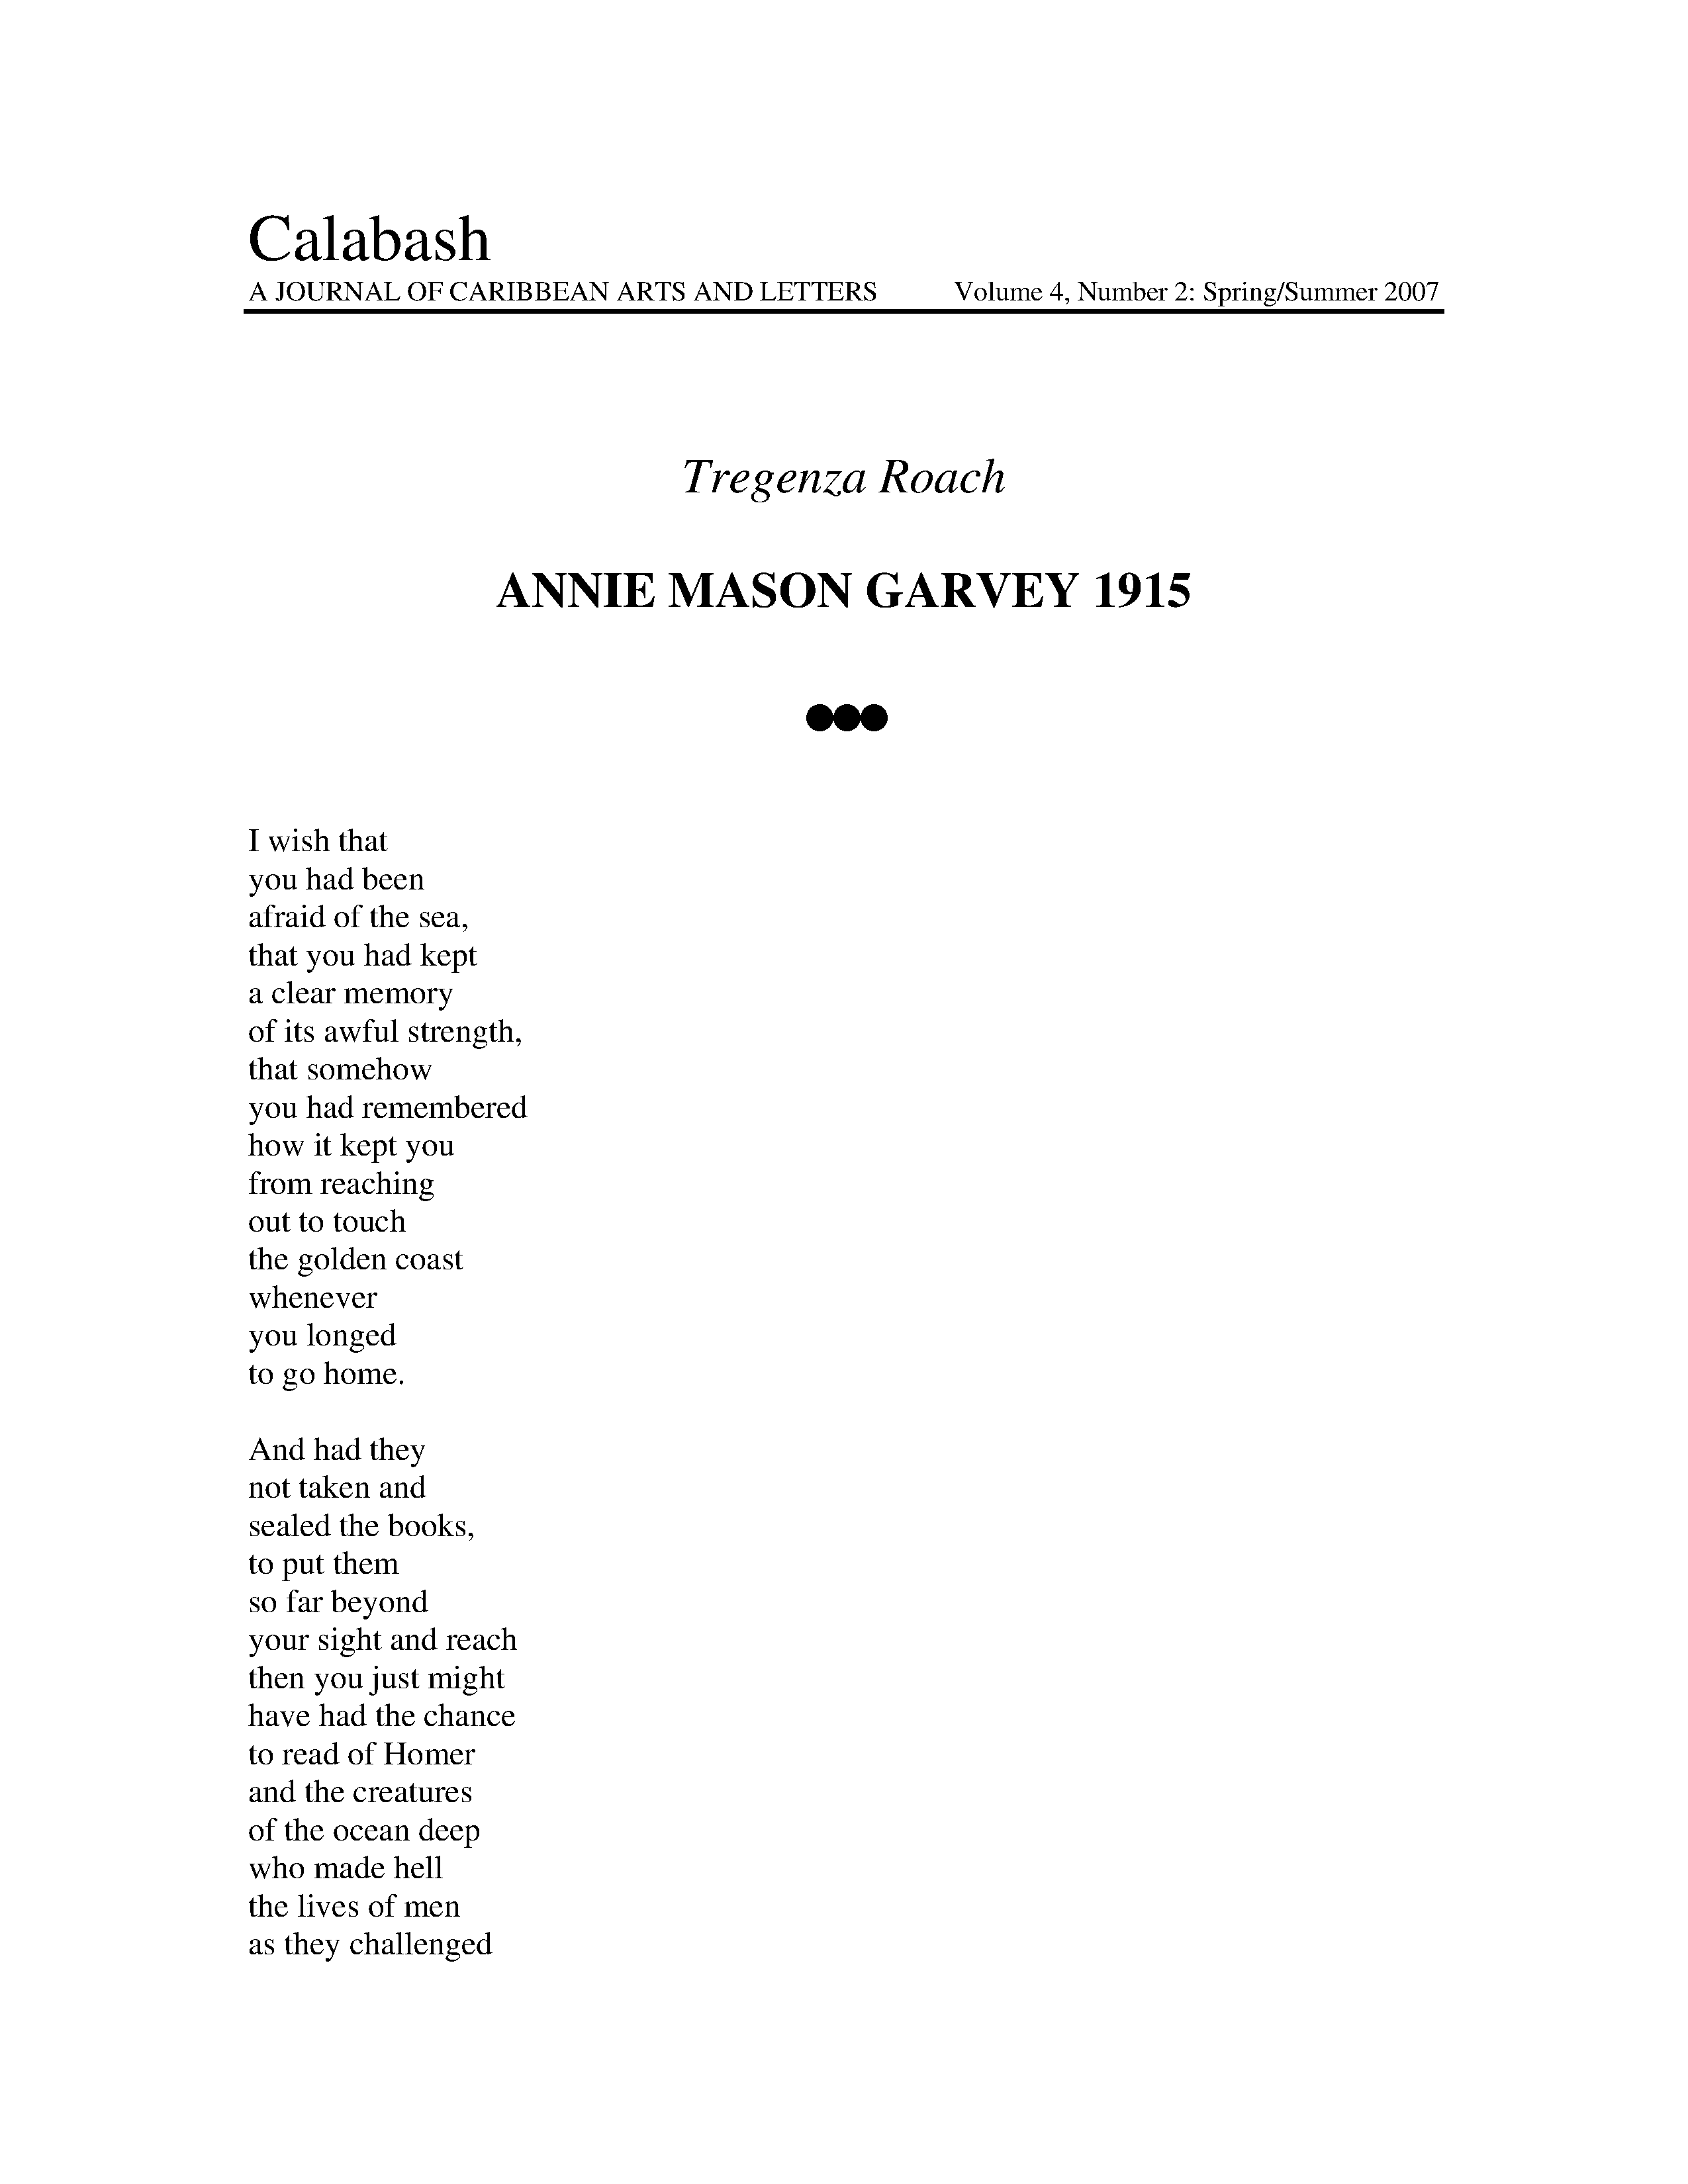 Calabash
A JOURNAL OF CARIBBEAN ARTS AND LETTERS Volume 4, Number 2: Spring/Summer 2007
Tregenza Roach
ANNIE MASON GARVEY 1915
●●●
I wish that
you had been
afraid of the sea,
that you had kept
a clear memory
of its awful strength,
that somehow
you had remembered
how it kept you
from reaching
out to touch
the golden coast
whenever
you longed
to go home.
And had they
not taken and
sealed the books,
to put them
so far beyond
your sight and reach
then you just might
have had the chance
to read of Homer
and the creatures
of the ocean deep
who made hell
the lives of men
as they challenged